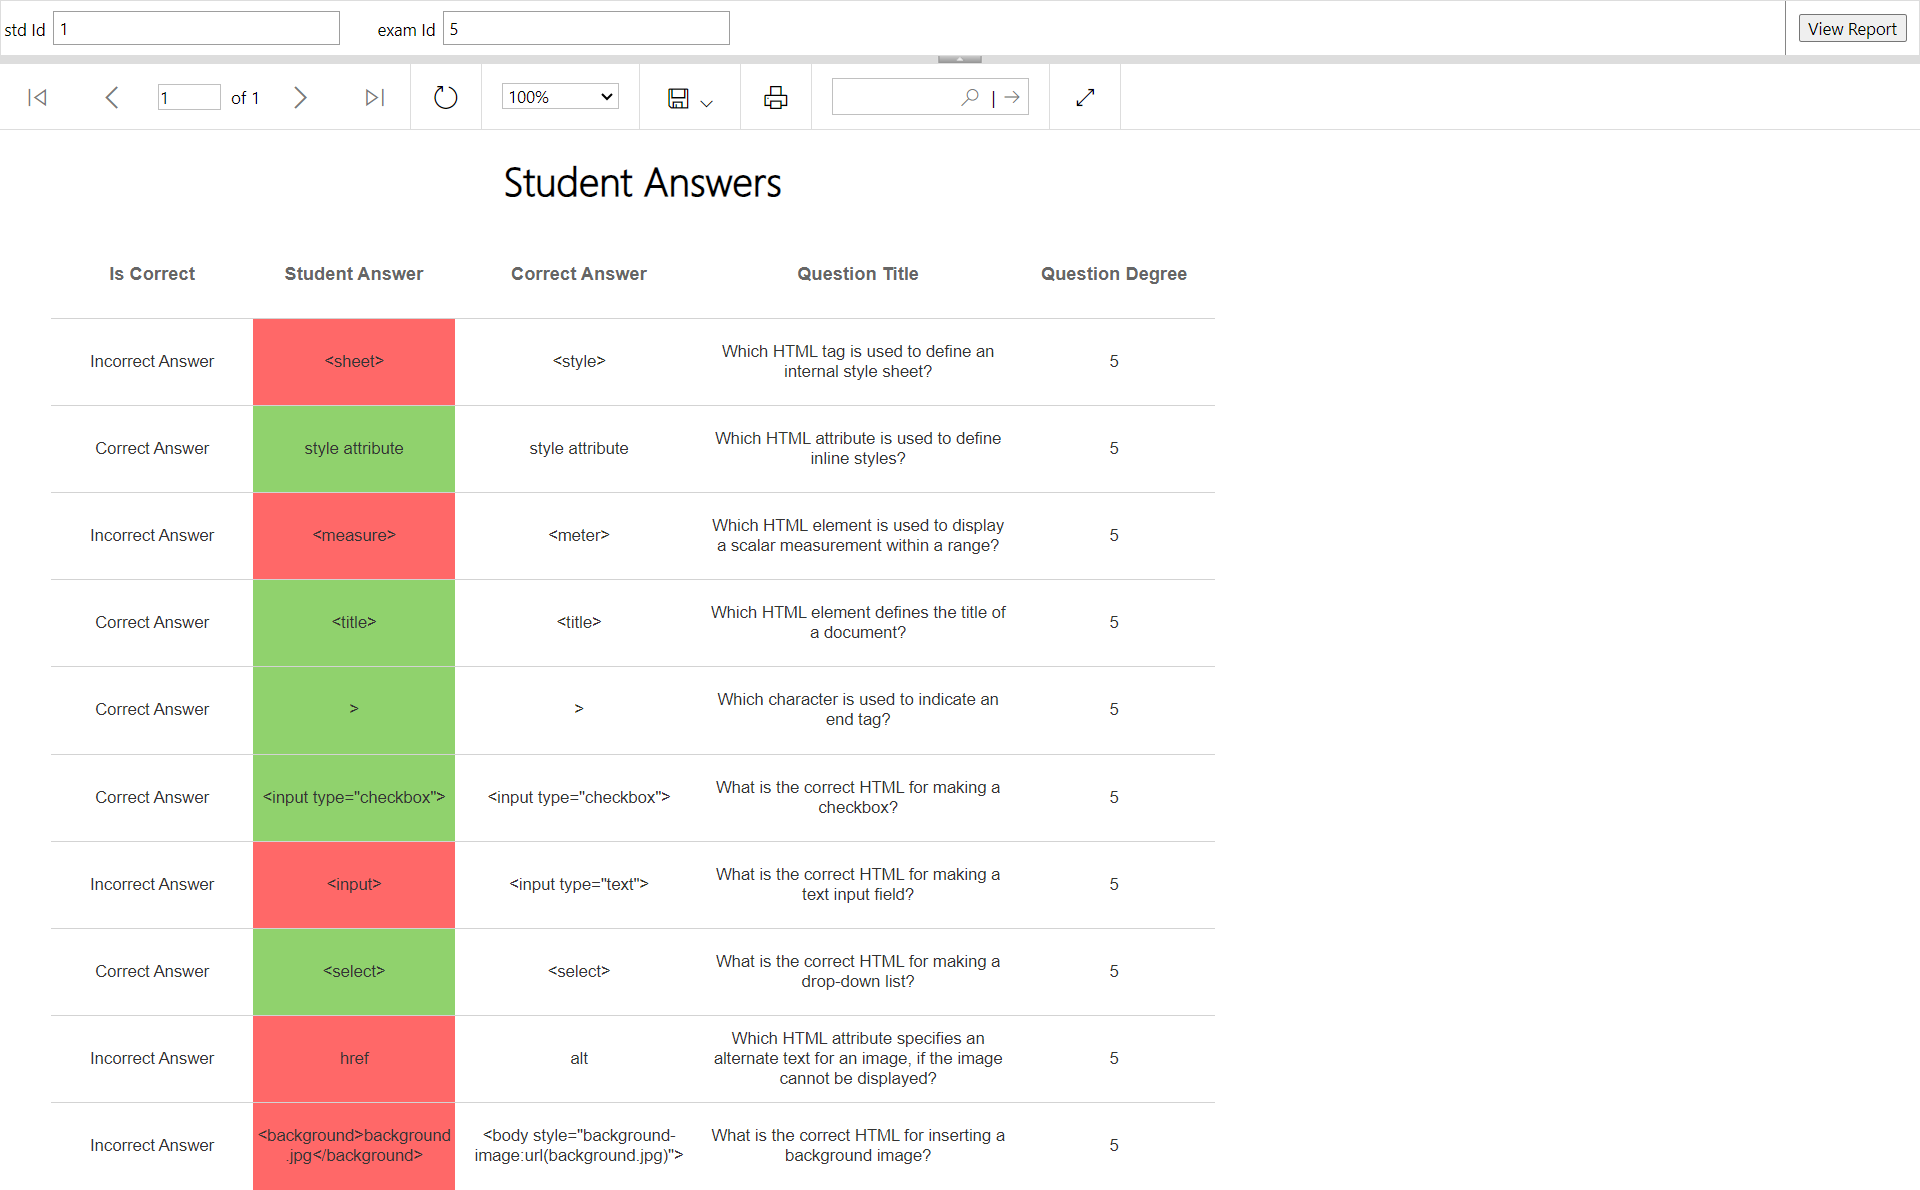 std Id 1 exam Id 5 View Report
1 of 1 100% |
Student Answers
Is Correct Student Answer Correct Answer Question Title Question Degree
Incorrect Answer <sheet> <style> Which HTML tag is used to define an
internal style sheet? 5
Correct Answer style attribute style attribute Which HTML attribute is used to define
inline styles? 5
Incorrect Answer <measure> <meter> Which HTML element is used to display
a scalar measurement within a range? 5
Correct Answer <title> <title> Which HTML element defines the title of
a document? 5
Correct Answer > > Which character is used to indicate an
end tag? 5
Correct Answer <input type="checkbox"> <input type="checkbox"> What is the correct HTML for making a
checkbox? 5
Incorrect Answer <input> <input type="text"> What is the correct HTML for making a
text input field? 5
Correct Answer <select> <select> What is the correct HTML for making a
drop-down list? 5
Incorrect Answer href alt Which HTML attribute specifies an
alternate text for an image, if the image
cannot be displayed? 5
Incorrect Answer <background>background <body style="background- What is the correct HTML for inserting a 5
.jpg</background> image:url(background.jpg)"> background image?